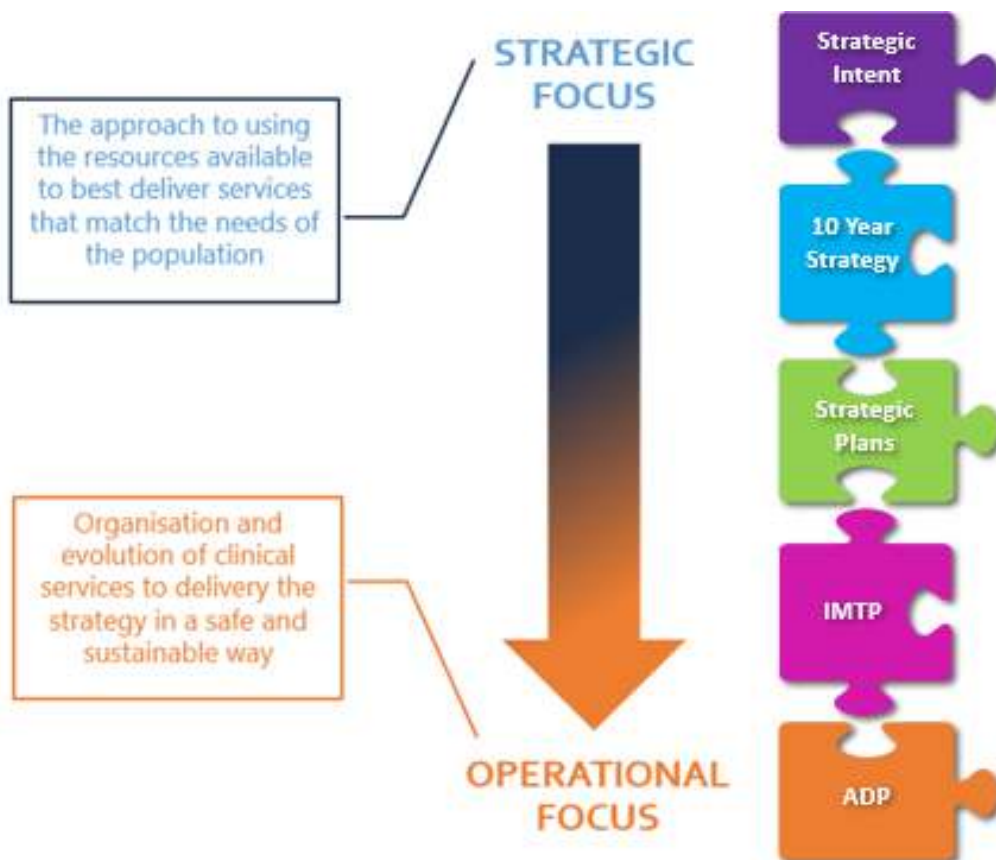 STRATEGIC
FOCUS
The approach to using
the resources available
to best deliver services
that match the needs of
the population
Organisation and
evolution of clinical
services to delivery the
strategy in a safe and
sustainable way
OPERATIONAL
FOCUS
Strategic
Intent
10 Year
Strategy
Strategic
Plans
IMTP
ADP